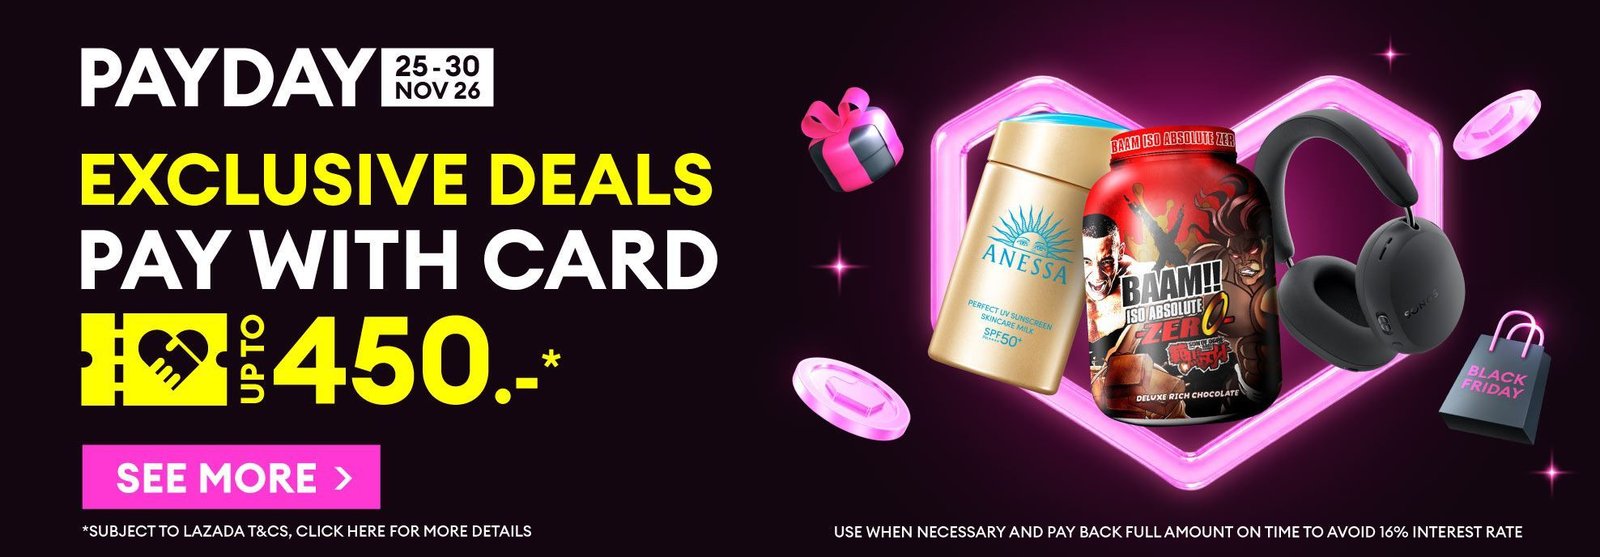 PAYDAY
25-30
NOV 26
EXCLUSIVE DEALS
PAY WITH CARD
UP TO
450.-*
SEE MORE >
*SUBJECT TO LAZADA T&CS, CLICK HERE FOR MORE DETAILS
ANESSA
PERFECT UV SUNSCREEN
SKINCARE MILK
SPF50+
PA++++
BAAM ISO ABSOLUTE ZER
BAAM!!
ISO ABSOLUTE
-ZERO-
DELUXE RICH CHOCOLATE
SONOS
BLACK
FRIDAY
USE WHEN NECESSARY AND PAY BACK FULL AMOUNT ON TIME TO AVOID 16% INTEREST RATE